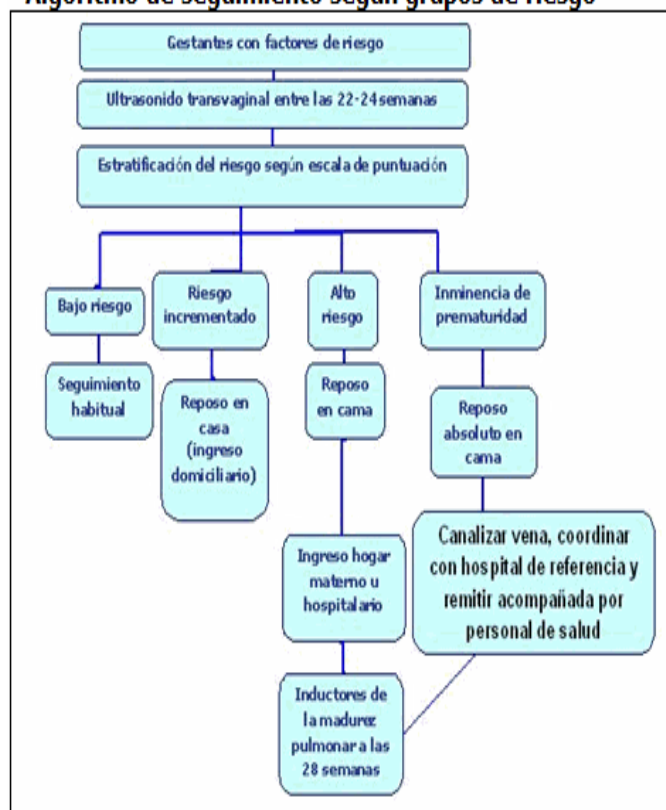 Algoritmo de seguimiento según grupos de riesgo
Gestantes con factores de riesgo
Ultrasonido transvaginal entre las 22-24 semanas
Estratificación del riesgo según escala de puntuación
Bajo riesgo
Seguimiento
habitual
Riesgo
incrementado
Reposo en
casa
(ingreso
domiciliario)
Alto
riesgo
Reposo
en cama
Ingreso hogar
materno u
hospitalario
Inductores de
la madurez
pulmonar a las
28 semanas
Inminencia de
prematuridad
Reposo
absoluto en
cama
Canalizar vena, coordinar
con hospital de referencia y
remitir acompañada por
personal de salud